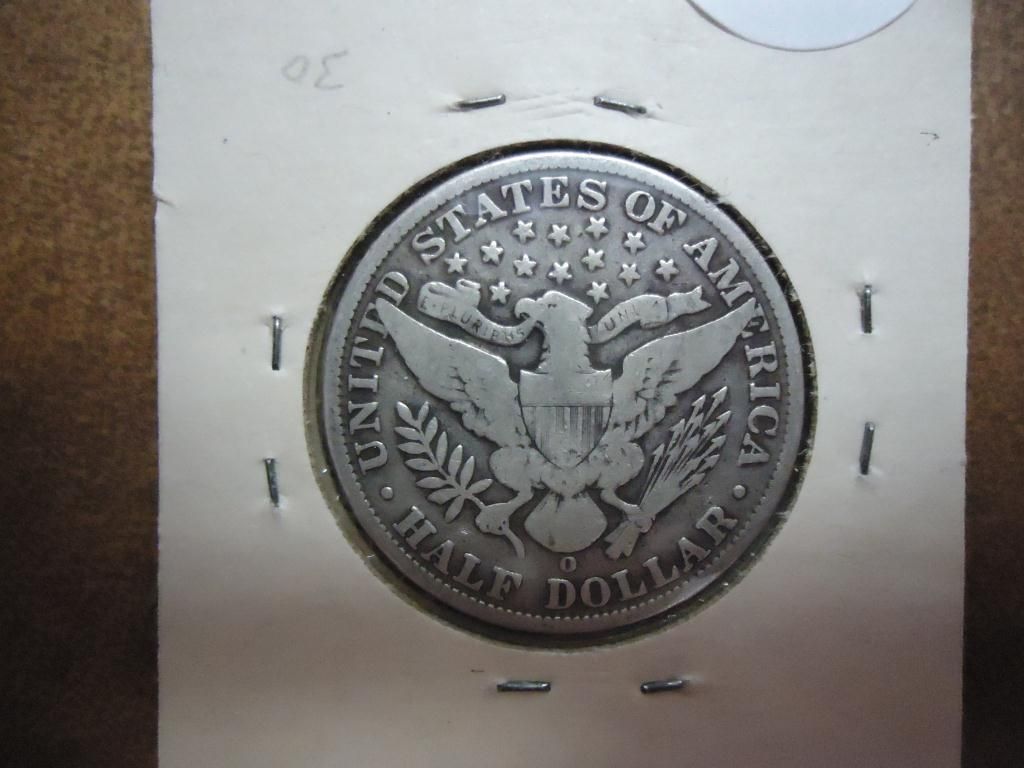 30
UNITED STATES OF AMERICA
E·PLURIBUS UNUM
O
· HALF DOLLAR ·